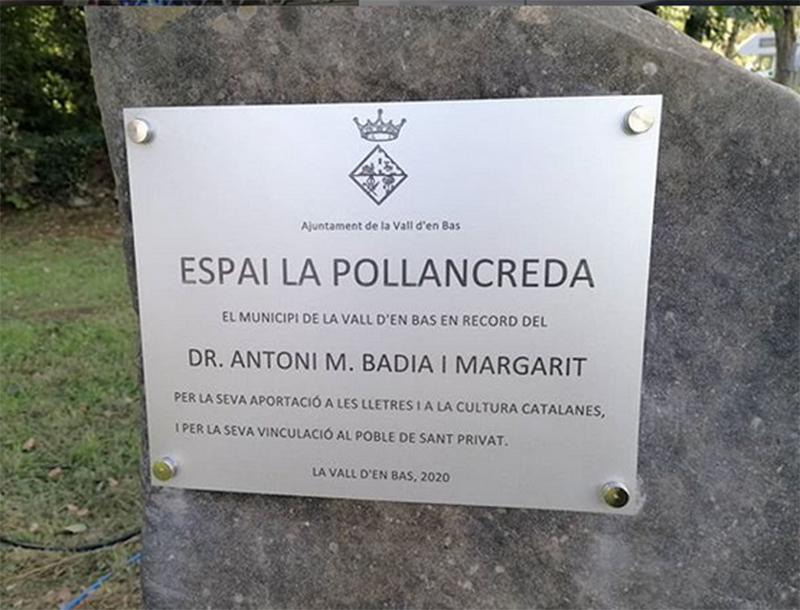 Ajuntament de la Vall d'en Bas
ESPAI LA POLLANCREDA
EL MUNICIPI DE LA VALL D'EN BAS EN RECORD DEL
DR. ANTONI M. BADIA I MARGARIT
PER LA SEVA APORTACIÓ A LES LLETRES I A LA CULTURA CATALANES,
I PER LA SEVA VINCULACIÓ AL POBLE DE SANT PRIVAT.
LA VALL D'EN BAS, 2020